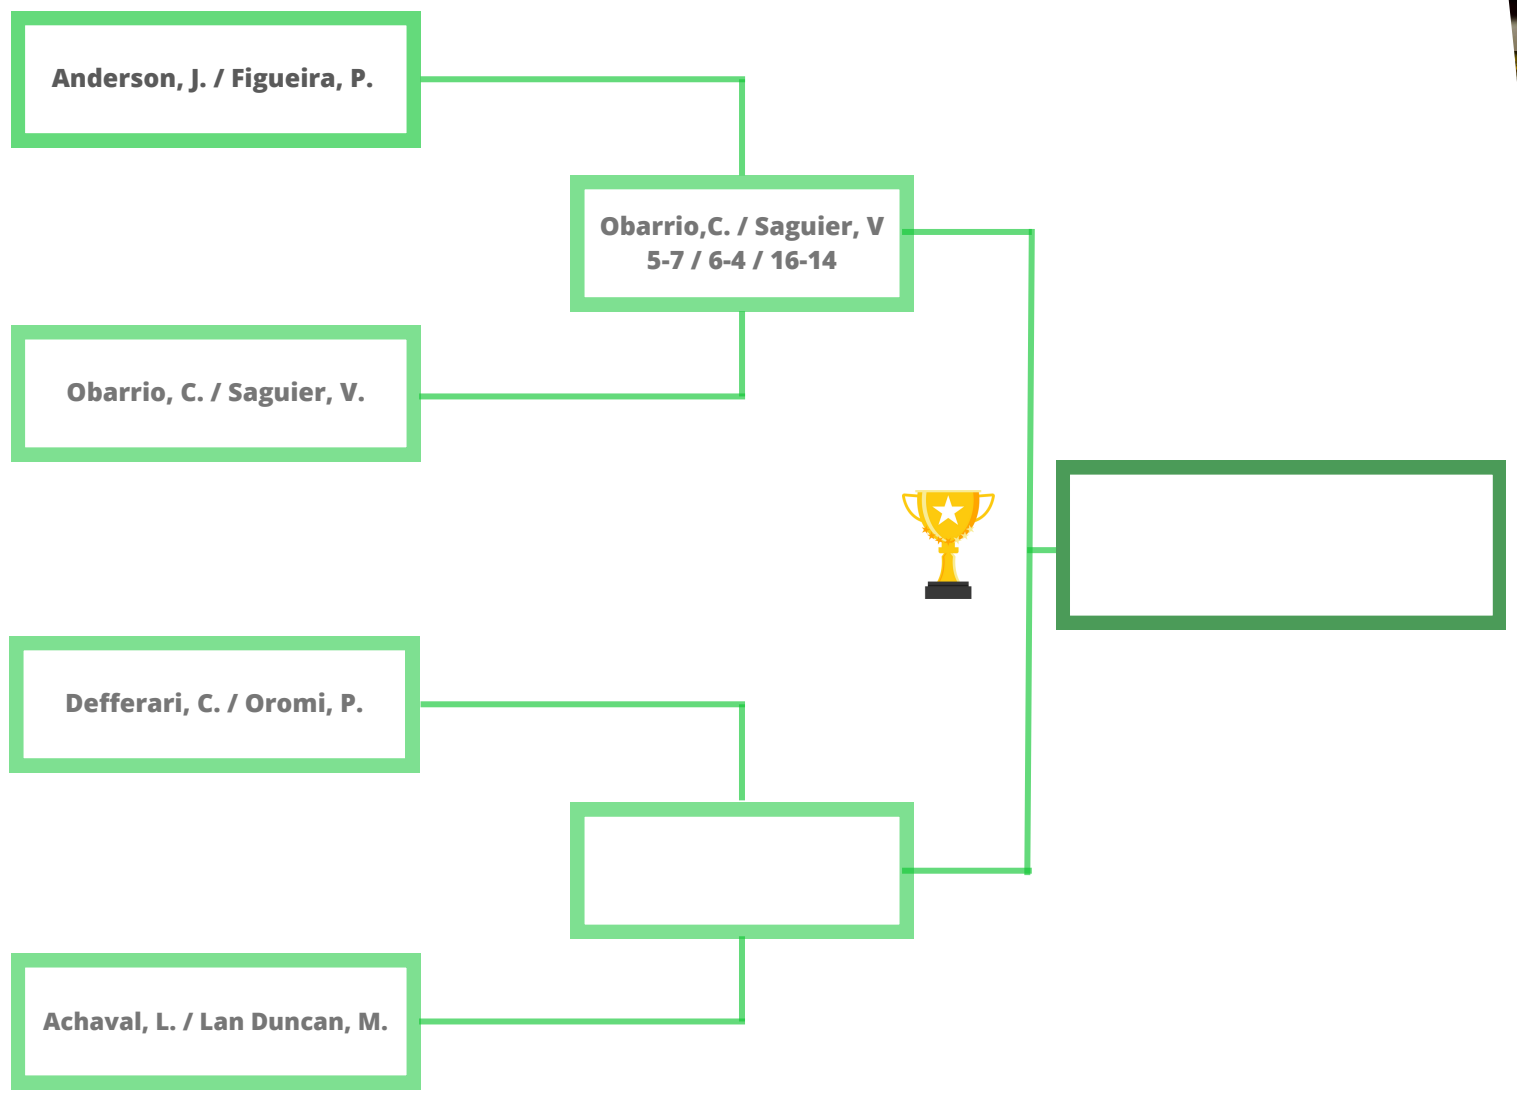 Anderson, J. / Figueira, P.
Obarrio,C. / Saguier, V
5-7 / 6-4 / 16-14
Obarrio, C. / Saguier, V.
Defferari, C. / Oromi, P.
Achaval, L. / Lan Duncan, M.